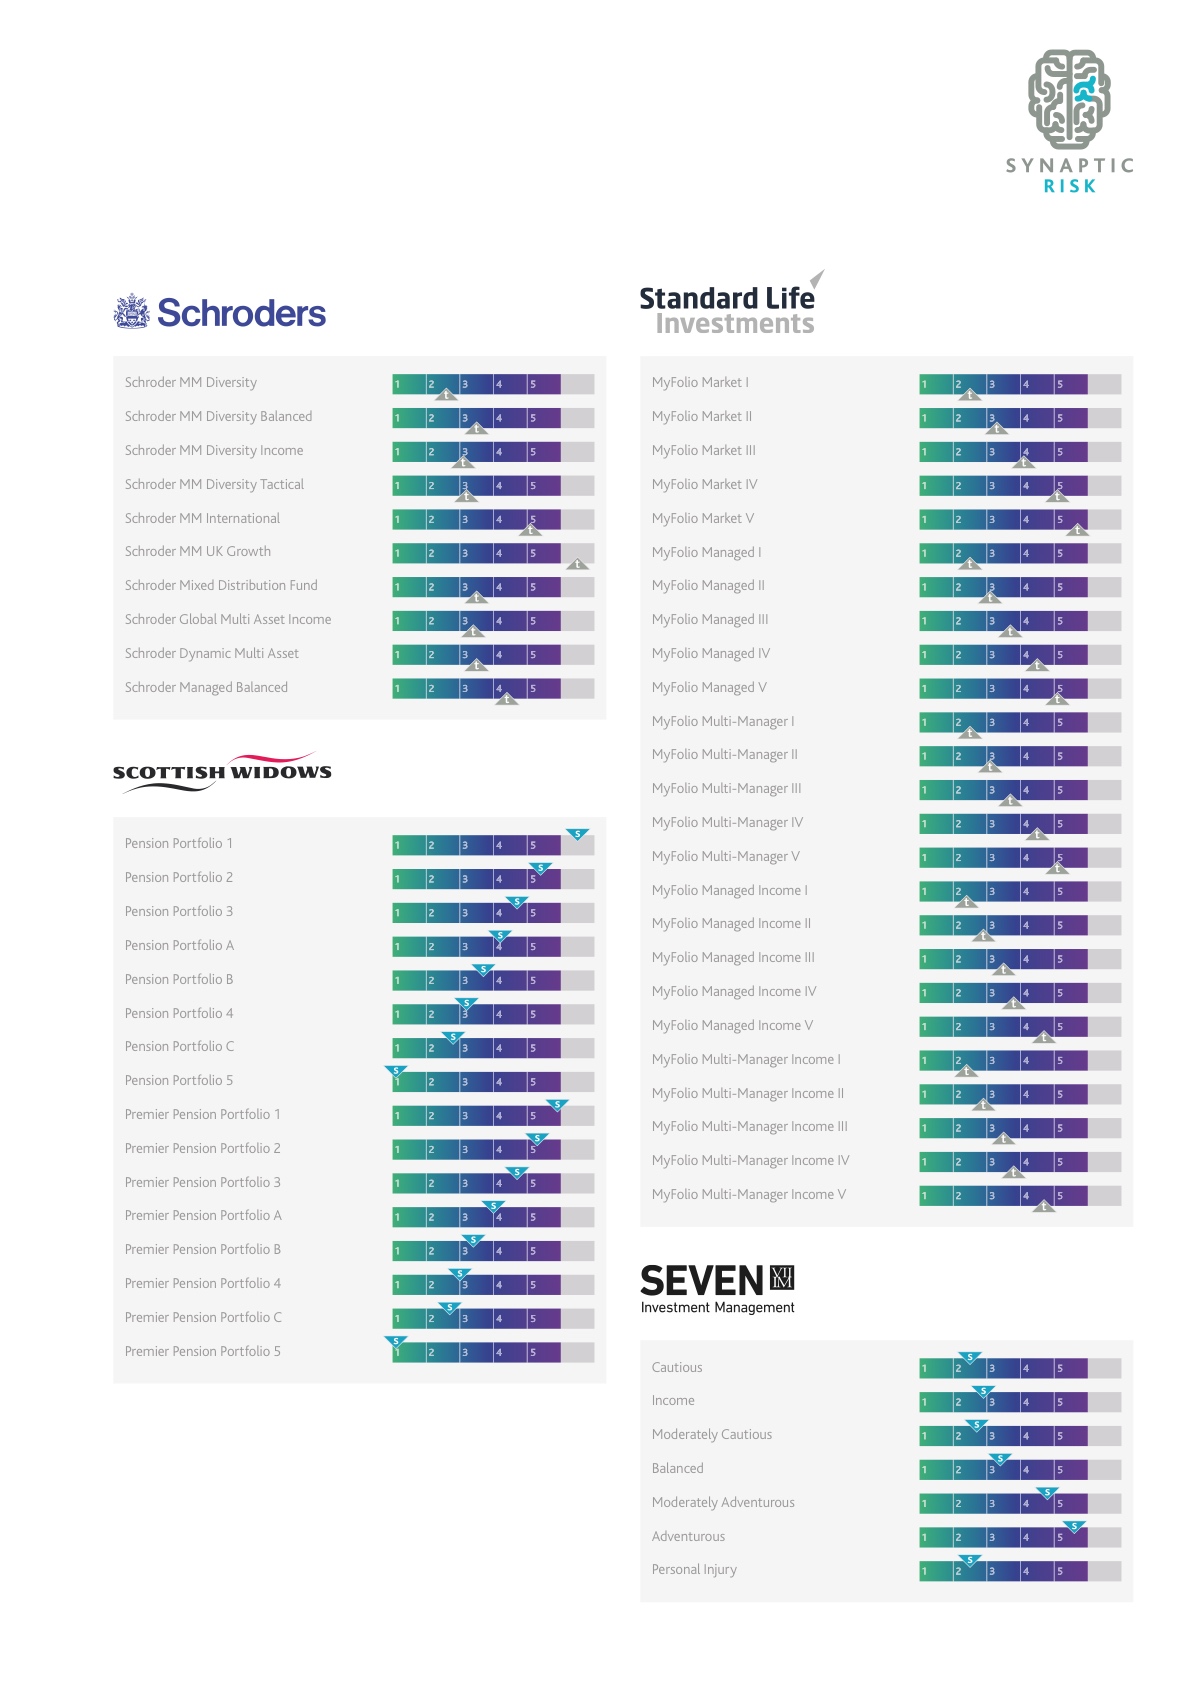 SYNAPTIC
RISK
Schroders
Schroder MM Diversity 1 2 3 4 5 t
Schroder MM Diversity Balanced 1 2 3 4 5 t
Schroder MM Diversity Income 1 2 3 4 5 t
Schroder MM Diversity Tactical 1 2 3 4 5 t
Schroder MM International 1 2 3 4 5 t
Schroder MM UK Growth 1 2 3 4 5 t
Schroder Mixed Distribution Fund 1 2 3 4 5 t
Schroder Global Multi Asset Income 1 2 3 4 5 t
Schroder Dynamic Multi Asset 1 2 3 4 5 t
Schroder Managed Balanced 1 2 3 4 5 t
SCOTTISH WIDOWS
Pension Portfolio 1 1 2 3 4 5 s
Pension Portfolio 2 1 2 3 4 5 s
Pension Portfolio 3 1 2 3 4 5 s
Pension Portfolio A 1 2 3 4 5 s
Pension Portfolio B 1 2 3 4 5 s
Pension Portfolio 4 1 2 3 4 5 s
Pension Portfolio C 1 2 3 4 5 s
Pension Portfolio 5 1 2 3 4 5 s
Premier Pension Portfolio 1 1 2 3 4 5 s
Premier Pension Portfolio 2 1 2 3 4 5 s
Premier Pension Portfolio 3 1 2 3 4 5 s
Premier Pension Portfolio A 1 2 3 4 5 s
Premier Pension Portfolio B 1 2 3 4 5 s
Premier Pension Portfolio 4 1 2 3 4 5 s
Premier Pension Portfolio C 1 2 3 4 5 s
Premier Pension Portfolio 5 1 2 3 4 5 s
Standard Life
Investments
MyFolio Market I 1 2 3 4 5 t
MyFolio Market II 1 2 3 4 5 t
MyFolio Market III 1 2 3 4 5 t
MyFolio Market IV 1 2 3 4 5 t
MyFolio Market V 1 2 3 4 5 t
MyFolio Managed I 1 2 3 4 5 t
MyFolio Managed II 1 2 3 4 5 t
MyFolio Managed III 1 2 3 4 5 t
MyFolio Managed IV 1 2 3 4 5 t
MyFolio Managed V 1 2 3 4 5 t
MyFolio Multi-Manager I 1 2 3 4 5 t
MyFolio Multi-Manager II 1 2 3 4 5 t
MyFolio Multi-Manager III 1 2 3 4 5 t
MyFolio Multi-Manager IV 1 2 3 4 5 t
MyFolio Multi-Manager V 1 2 3 4 5 t
MyFolio Managed Income I 1 2 3 4 5 t
MyFolio Managed Income II 1 2 3 4 5 t
MyFolio Managed Income III 1 2 3 4 5 t
MyFolio Managed Income IV 1 2 3 4 5 t
MyFolio Managed Income V 1 2 3 4 5 t
MyFolio Multi-Manager Income I 1 2 3 4 5 t
MyFolio Multi-Manager Income II 1 2 3 4 5 t
MyFolio Multi-Manager Income III 1 2 3 4 5 t
MyFolio Multi-Manager Income IV 1 2 3 4 5 t
MyFolio Multi-Manager Income V 1 2 3 4 5 t
SEVEN VII IM
Investment Management
Cautious 1 2 3 4 5 s
Income 1 2 3 4 5 s
Moderately Cautious 1 2 3 4 5 s
Balanced 1 2 3 4 5 s
Moderately Adventurous 1 2 3 4 5 s
Adventurous 1 2 3 4 5 s
Personal Injury 1 2 3 4 5 s